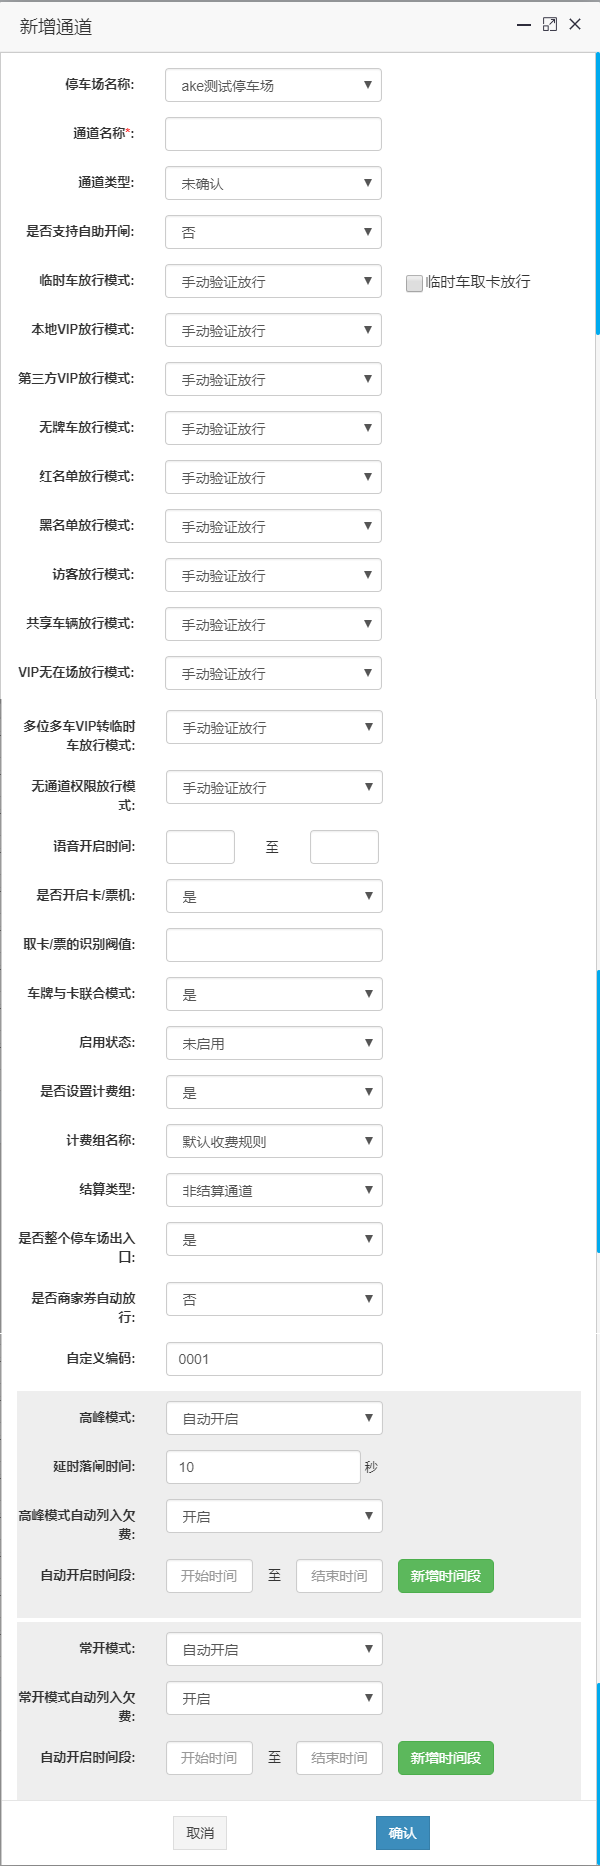 新增通道
停车场名称: ake测试停车场
通道名称*:
通道类型: 未确认
是否支持自助开闸: 否
临时车放行模式: 手动验证放行 临时车取卡放行
本地VIP放行模式: 手动验证放行
第三方VIP放行模式: 手动验证放行
无牌车放行模式: 手动验证放行
红名单放行模式: 手动验证放行
黑名单放行模式: 手动验证放行
访客放行模式: 手动验证放行
共享车辆放行模式: 手动验证放行
VIP无在场放行模式: 手动验证放行
多位多车VIP转临时 手动验证放行
车放行模式:
无通道权限放行模 手动验证放行
式:
语音开启时间: 至
是否开启卡/票机: 是
取卡/票的识别阀值:
车牌与卡联合模式: 是
启用状态: 未启用
是否设置计费组: 是
计费组名称: 默认收费规则
结算类型: 非结算通道
是否整个停车场出入 是
口:
是否商家券自动放 否
行:
自定义编码: 0001
高峰模式: 自动开启
延时落闸时间: 10 秒
高峰模式自动列入欠 开启
费:
自动开启时间段: 开始时间 至 结束时间 新增时间段
常开模式: 自动开启
常开模式自动列入欠 开启
费:
自动开启时间段: 开始时间 至 结束时间 新增时间段
取消 确认